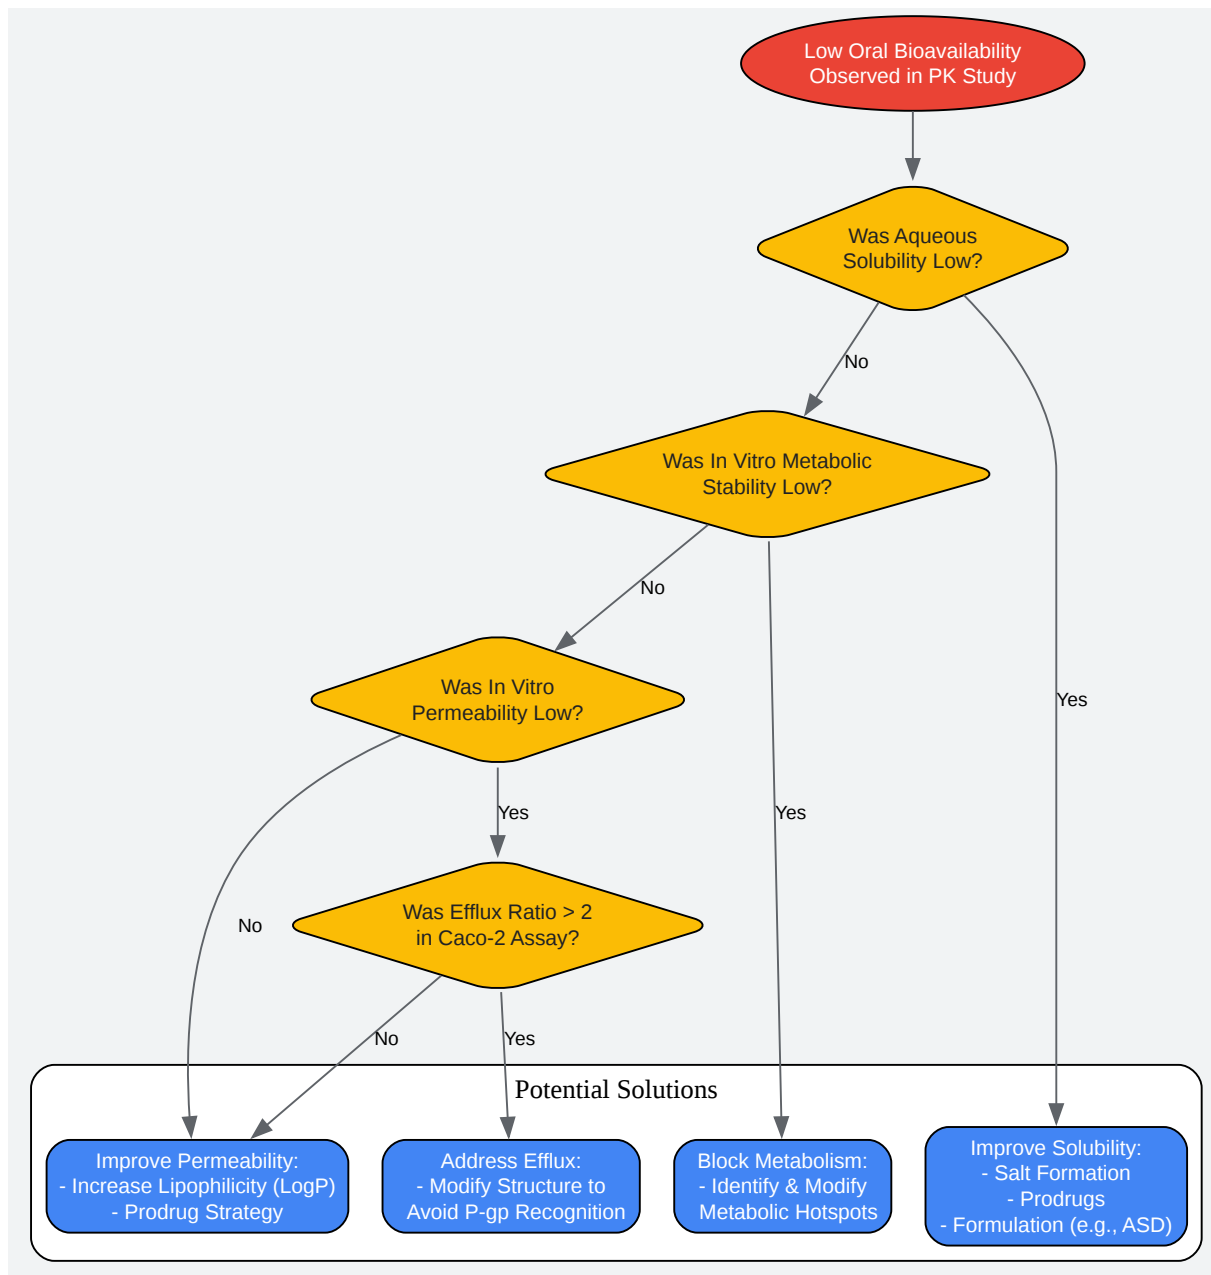 Low Oral Bioavailability
Observed in PK Study
Was Aqueous
Solubility Low?
No
Was In Vitro Metabolic
Stability Low?
No
Was In Vitro
Permeability Low?
Yes
Yes
Yes
Was Efflux Ratio > 2
in Caco-2 Assay?
No
No
Yes
Potential Solutions
Improve Permeability:
- Increase Lipophilicity (LogP)
- Prodrug Strategy
Address Efflux:
- Modify Structure to
Avoid P-gp Recognition
Block Metabolism:
- Identify & Modify
Metabolic Hotspots
Improve Solubility:
- Salt Formation
- Prodrugs
- Formulation (e.g., ASD)